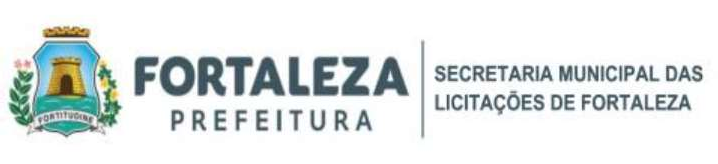 FORTITUDINE
FORTALEZA
PREFEITURA
SECRETARIA MUNICIPAL DAS
LICITAÇÕES DE FORTALEZA